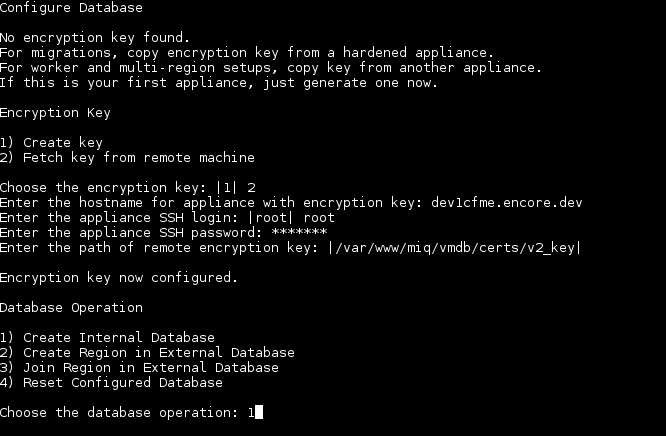 Configure Database
No encryption key found.
For migrations, copy encryption key from a hardened appliance.
For worker and multi-region setups, copy key from another appliance.
If this is your first appliance, just generate one now.
Encryption Key
1) Create key
2) Fetch key from remote machine
Choose the encryption key: |1| 2
Enter the hostname for appliance with encryption key: dev1cfme.encore.dev
Enter the appliance SSH login: |root| root
Enter the appliance SSH password: *******
Enter the path of remote encryption key: |/var/www/miq/vmdb/certs/v2_key|
Encryption key now configured.
Database Operation
1) Create Internal Database
2) Create Region in External Database
3) Join Region in External Database
4) Reset Configured Database
Choose the database operation: 1